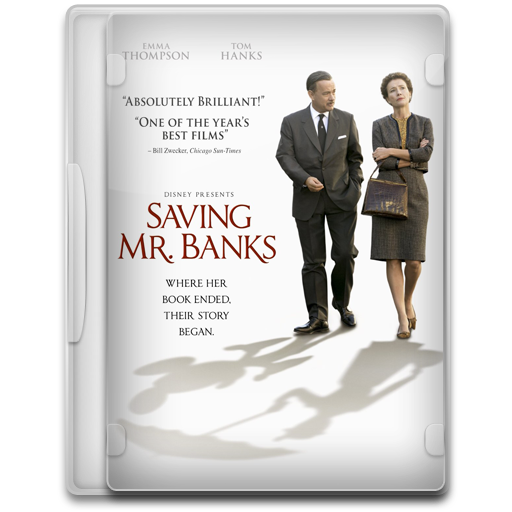 EMMA THOMPSON
TOM HANKS
“ABSOLUTELY BRILLIANT!”
“ONE OF THE YEAR’S
BEST FILMS”
– Bill Zwecker, Chicago Sun-Times
DISNEY PRESENTS
SAVING
MR. BANKS
WHERE HER
BOOK ENDED,
THEIR STORY
BEGAN.